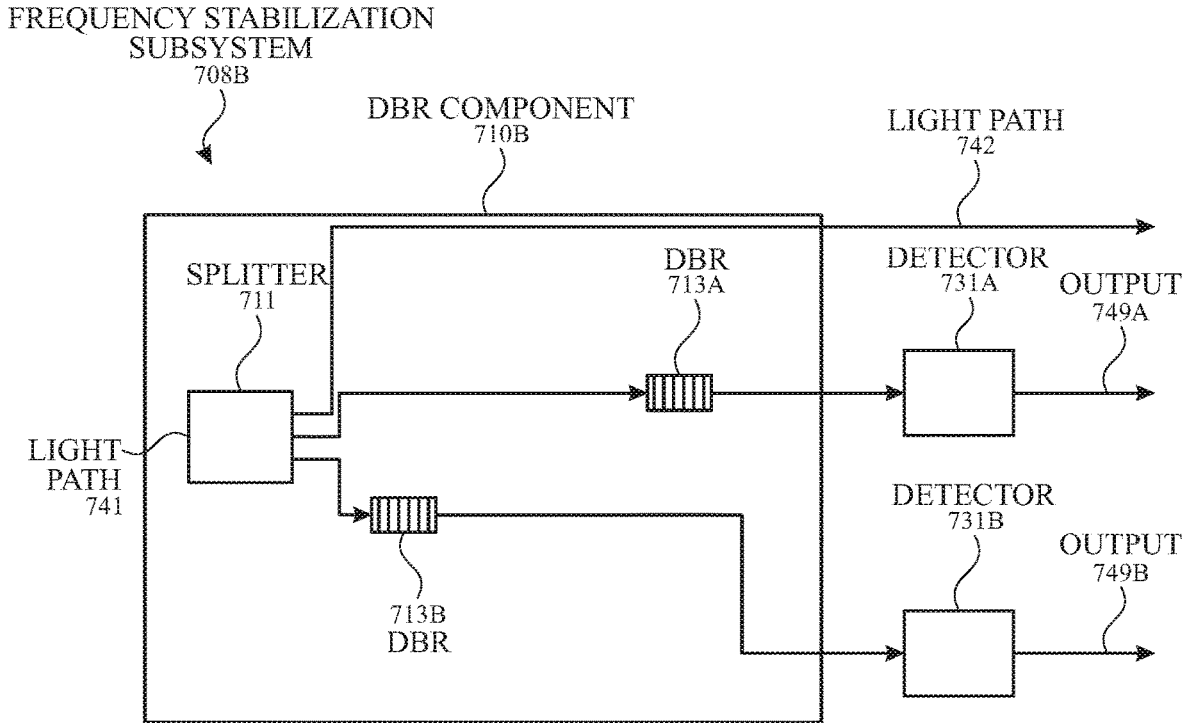 FREQUENCY STABILIZATION
SUBSYSTEM
708B
DBR COMPONENT
710B
LIGHT PATH
742
SPLITTER
711
DBR
713A
DETECTOR
731A
OUTPUT
749A
LIGHT
PATH
741
713B
DBR
DETECTOR
731B
OUTPUT
749B